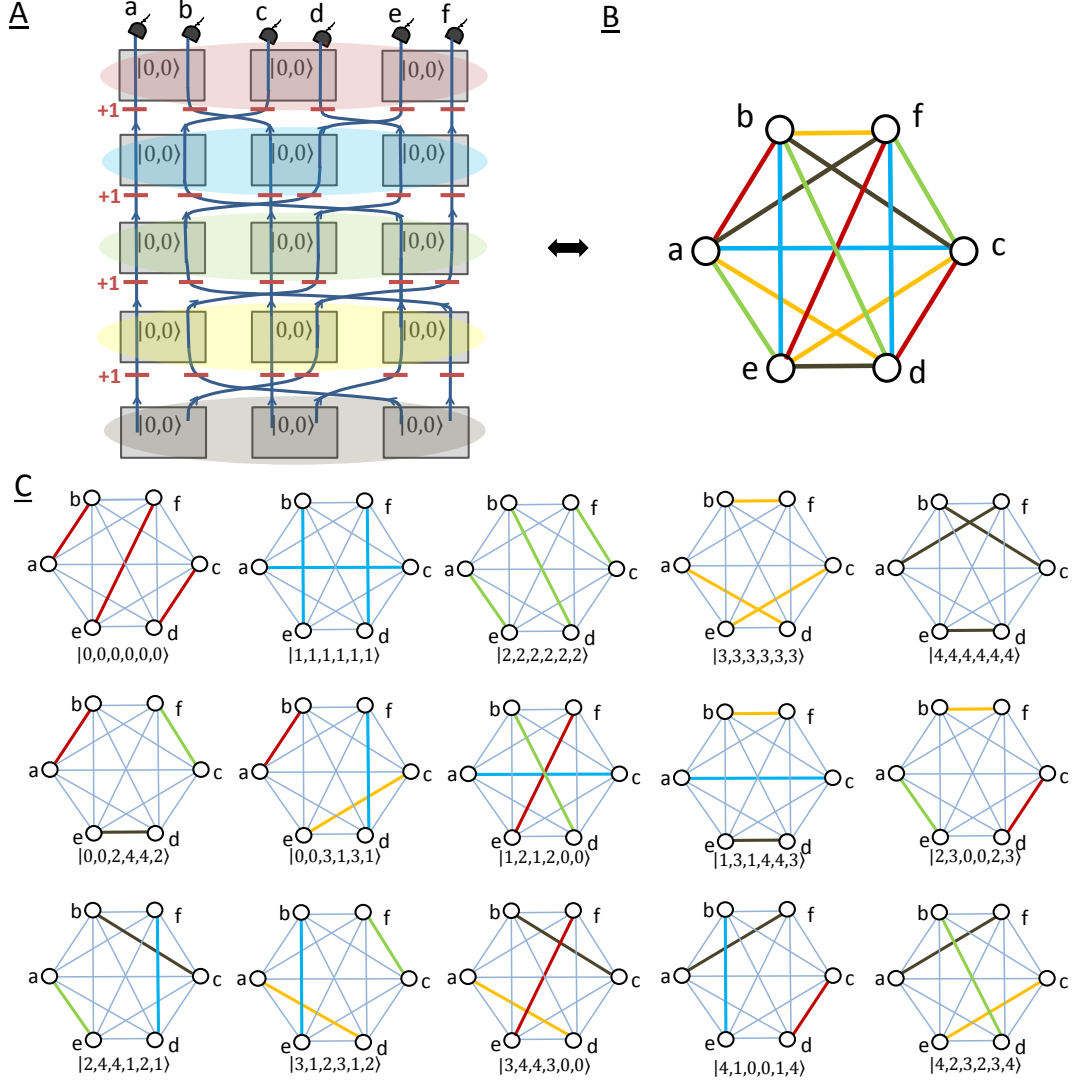 A
a b c d e f
|0,0⟩ |0,0⟩ |0,0⟩
+1
|0,0⟩ |0,0⟩ |0,0⟩
+1
|0,0⟩ |0,0⟩ |0,0⟩
+1
|0,0⟩ |0,0⟩ |0,0⟩
+1
|0,0⟩ |0,0⟩ |0,0⟩
B
b f
a c
e d
C
b f b f b f b f b f
a c a c a c a c a c
e d e d e d e d e d
|0,0,0,0,0,0⟩ |1,1,1,1,1,1⟩ |2,2,2,2,2,2⟩ |3,3,3,3,3,3⟩ |4,4,4,4,4,4⟩
b f b f b f b f b f
a c a c a c a c a c
e d e d e d e d e d
|0,0,2,4,4,2⟩ |0,0,3,1,3,1⟩ |1,2,1,2,0,0⟩ |1,3,1,4,4,3⟩ |2,3,0,0,2,3⟩
b f b f b f b f b f
a c a c a c a c a c
e d e d e d e d e d
|2,4,4,1,2,1⟩ |3,1,2,3,1,2⟩ |3,4,4,3,0,0⟩ |4,1,0,0,1,4⟩ |4,2,3,2,3,4⟩